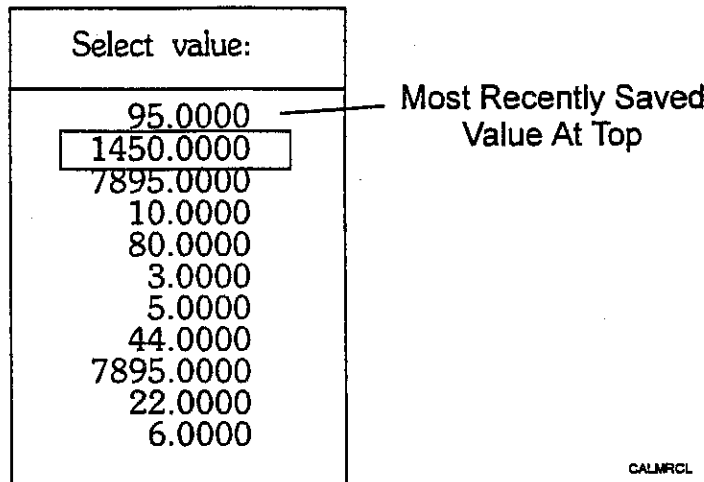 Select value:
95.0000
1450.0000
7895.0000
10.0000
80.0000
3.0000
5.0000
44.0000
7895.0000
22.0000
6.0000
Most Recently Saved
Value At Top
CALMRCL